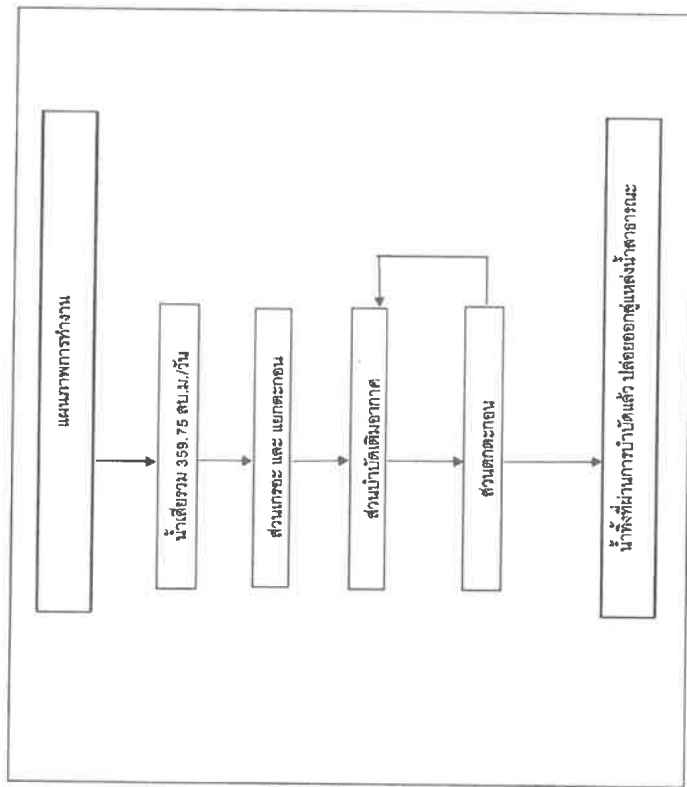 แผนภาพการทำงาน
น้ำเสียรวม 359.75 ลบ.ม./วัน
ส่วนเกรอะ และ แยกตะกอน
ส่วนบำบัดเติมอากาศ
ส่วนตกตะกอน
น้ำทิ้งที่ผ่านการบำบัดแล้ว ปล่อยออกสู่แหล่งน้ำสาธารณะ